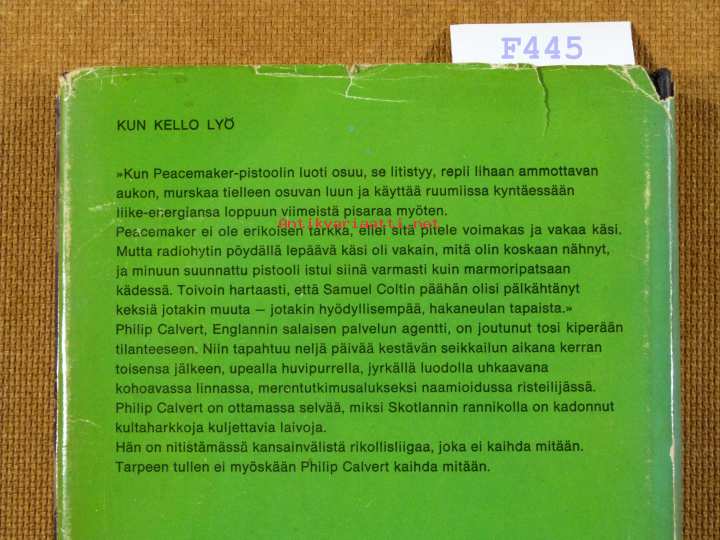 F445
KUN KELLO LYÖ
»Kun Peacemaker-pistoolin luoti osuu, se litistyy, repii lihaan ammottavan
aukon, murskaa tielleen osuvan luun ja käyttää ruumiissa kyntäessään
liike-energiansa loppuun viimeistä pisaraa myöten.
Antikvariaatti.net
Peacemaker ei ole erikoisen tarkka, ellei sitä pitele voimakas ja vakaa käsi.
Mutta radiohytin pöydällä lepäävä käsi oli vakain, mitä olin koskaan nähnyt,
ja minuun suunnattu pistooli istui siinä varmasti kuin marmoripatsaan
kädessä. Toivoin hartaasti, että Samuel Coltin päähän olisi pälkähtänyt
keksiä jotakin muuta — jotakin hyödyllisempää, hakaneulan tapaista.»
Philip Calvert, Englannin salaisen palvelun agentti, on joutunut tosi kiperään
tilanteeseen. Niin tapahtuu neljä päivää kestävän seikkailun aikana kerran
toisensa jälkeen, upealla huvipurrella, jyrkällä luodolla uhkaavana
kohoavassa linnassa, merentutkimusalukseksi naamioidussa risteilijässä.
Philip Calvert on ottamassa selvää, miksi Skotlannin rannikolla on kadonnut
kultaharkkoja kuljettavia laivoja.
Hän on nitistämässä kansainvälistä rikollisliigaa, joka ei kaihda mitään.
Tarpeen tullen ei myöskään Philip Calvert kaihda mitään.